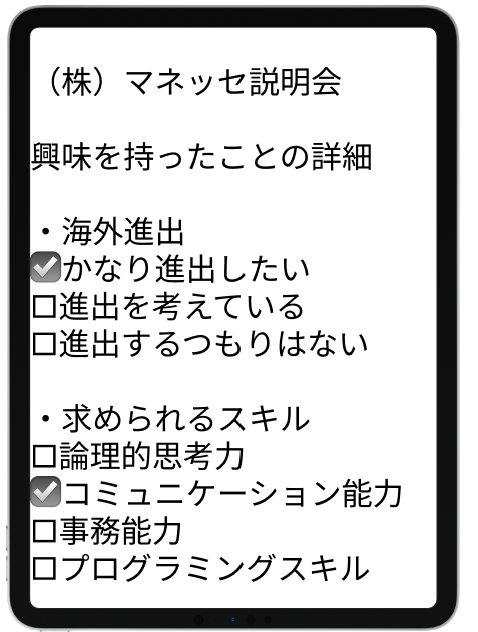 （株）マネッセ説明会
興味を持ったことの詳細
・海外進出
☑かなり進出したい
□進出を考えている
□進出するつもりはない
・求められるスキル
□論理的思考力
☑コミュニケーション能力
□事務能力
□プログラミングスキル